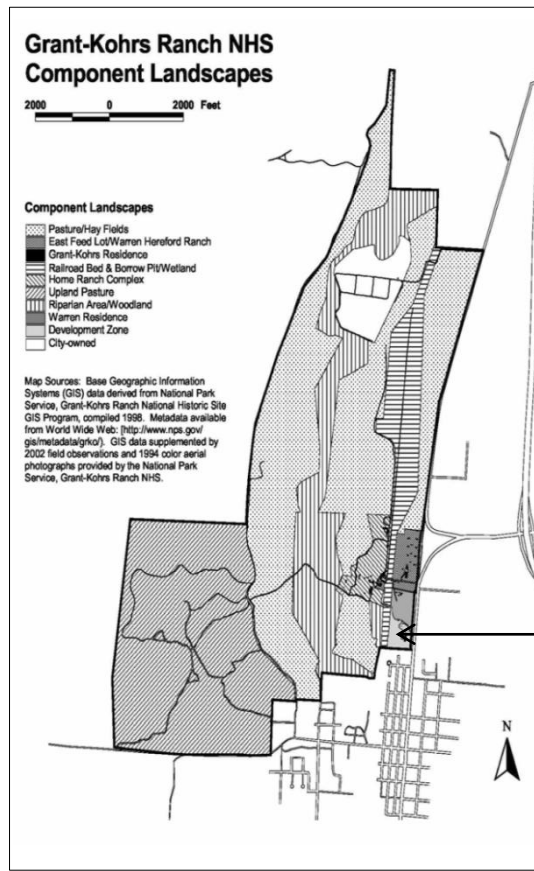 Grant-Kohrs Ranch NHS
Component Landscapes
2000 0 2000 Feet
Component Landscapes
Pasture/Hay Fields
East Feed Lot/Warren Hereford Ranch
Grant-Kohrs Residence
Railroad Bed & Borrow Pit/Wetland
Home Ranch Complex
Upland Pasture
Riparian Area/Woodland
Warren Residence
Development Zone
City-owned
Map Sources: Base Geographic Information
Systems (GIS) data derived from National Park
Service, Grant-Kohrs Ranch National Historic Site
GIS Program, compiled 1998. Metadata available
from World Wide Web: [http://www.nps.gov/
gis/metadata/grko/). GIS data supplemented by
2002 field observations and 1994 color aerial
photographs provided by the National Park
Service, Grant-Kohrs Ranch NHS.
N